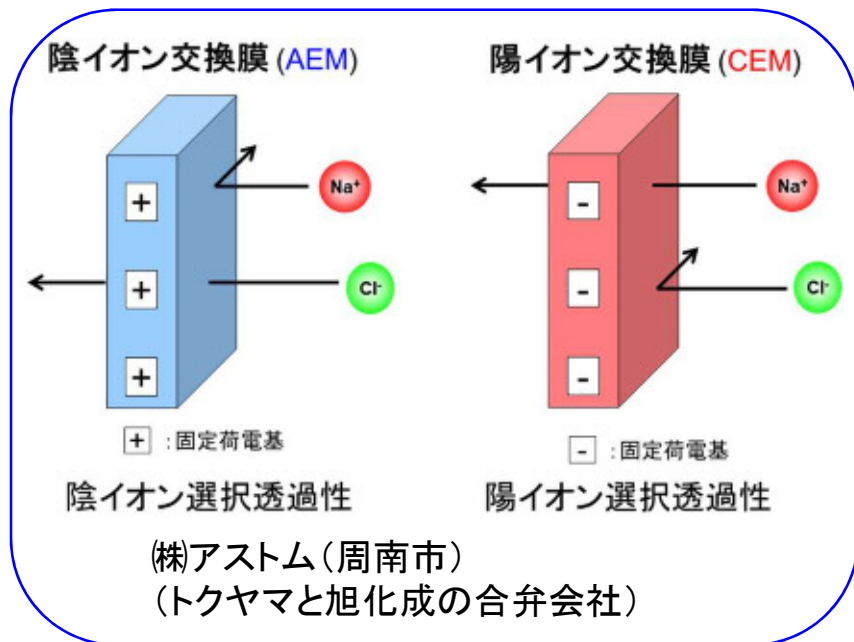 陰イオン交換膜 (AEM)
陽イオン交換膜 (CEM)
+
Na⁺
+
Cl⁻
+
-
Na⁺
-
Cl⁻
-
+ :固定荷電基
- :固定荷電基
陰イオン選択透過性
陽イオン選択透過性
㈱アストム(周南市)
(トクヤマと旭化成の合弁会社)